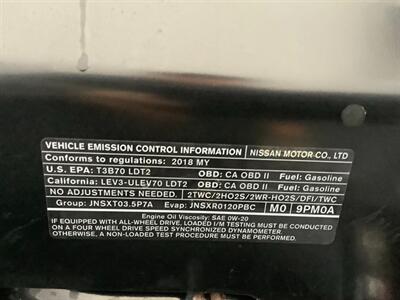 VEHICLE EMISSION CONTROL INFORMATION NISSAN MOTOR CO., LTD
Conforms to regulations: 2018 MY
U.S. EPA: T3B70 LDT2 OBD: CA OBD II Fuel: Gasoline
California: LEV3-ULEV70 LDT2 OBD: CA OBD II Fuel: Gasoline
NO ADJUSTMENTS NEEDED. 2TWC/2HO2S/2WR-HO2S/DFI/TWC
Group: JNSXT03.5P7A Evap: JNSXR0120PBC M0 9PM0A
Engine Oil Viscosity: SAE 0W-20
IF EQUIPPED WITH ALL-WHEEL DRIVE, LOADED I/M TESTING MUST BE CONDUCTED
ON A FOUR WHEEL DRIVE SPEED SYNCHRONIZED DYNAMOMETER
OTHERWISE, A NON-LOADED TEST PROCEDURE MUST BE PERFORMED.